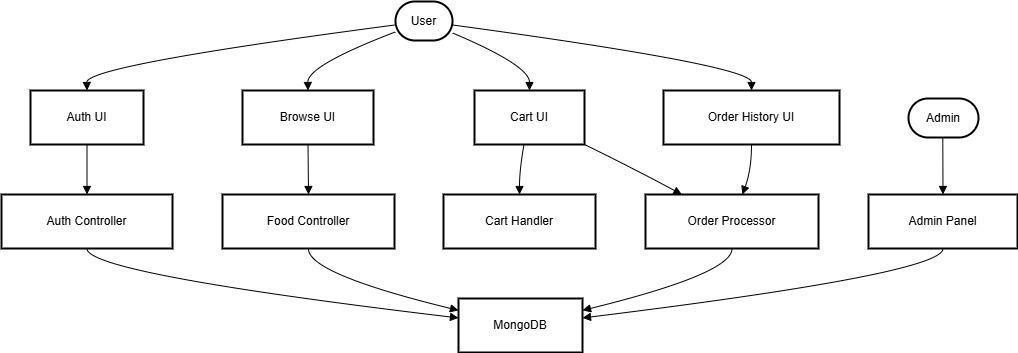 User
Auth UI
Browse UI
Cart UI
Order History UI
Admin
Auth Controller
Food Controller
Cart Handler
Order Processor
Admin Panel
MongoDB